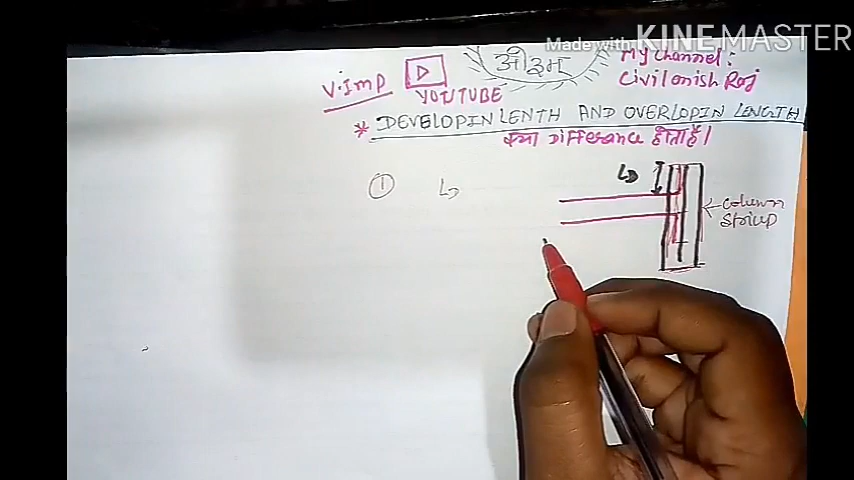 Made with KINEMASTER
V.Imp
YOUTUBE
ओ३म्
My Channel :
Civil anish Raj
* DEVELOPIN LENTH AND OVERLOPIN LENGTH
क्या Differance होता है।
① LD
LD
Column
Stricup